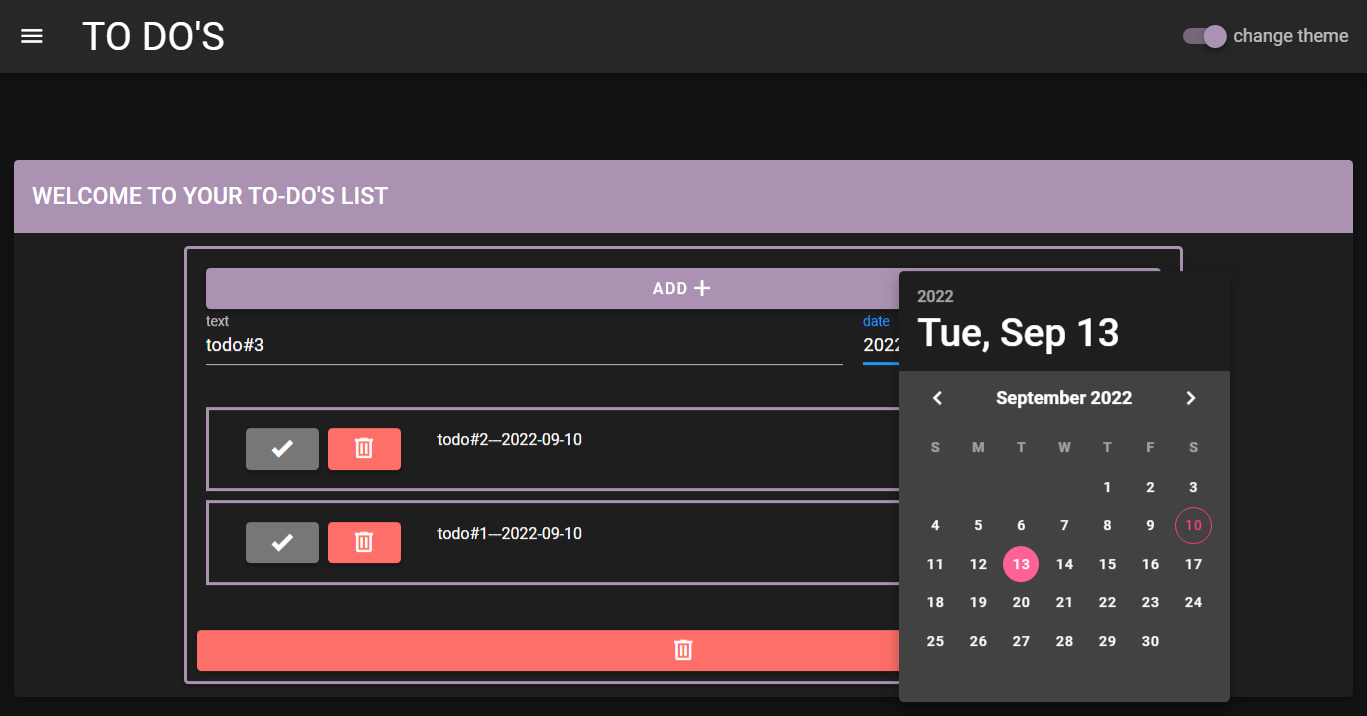 TO DO'S
change theme
WELCOME TO YOUR TO-DO'S LIST
ADD
text
todo#3
date
2022
todo#2---2022-09-10
todo#1---2022-09-10
2022
Tue, Sep 13
September 2022
S M T W T F S
1 2 3
4 5 6 7 8 9 10
11 12 13 14 15 16 17
18 19 20 21 22 23 24
25 26 27 28 29 30